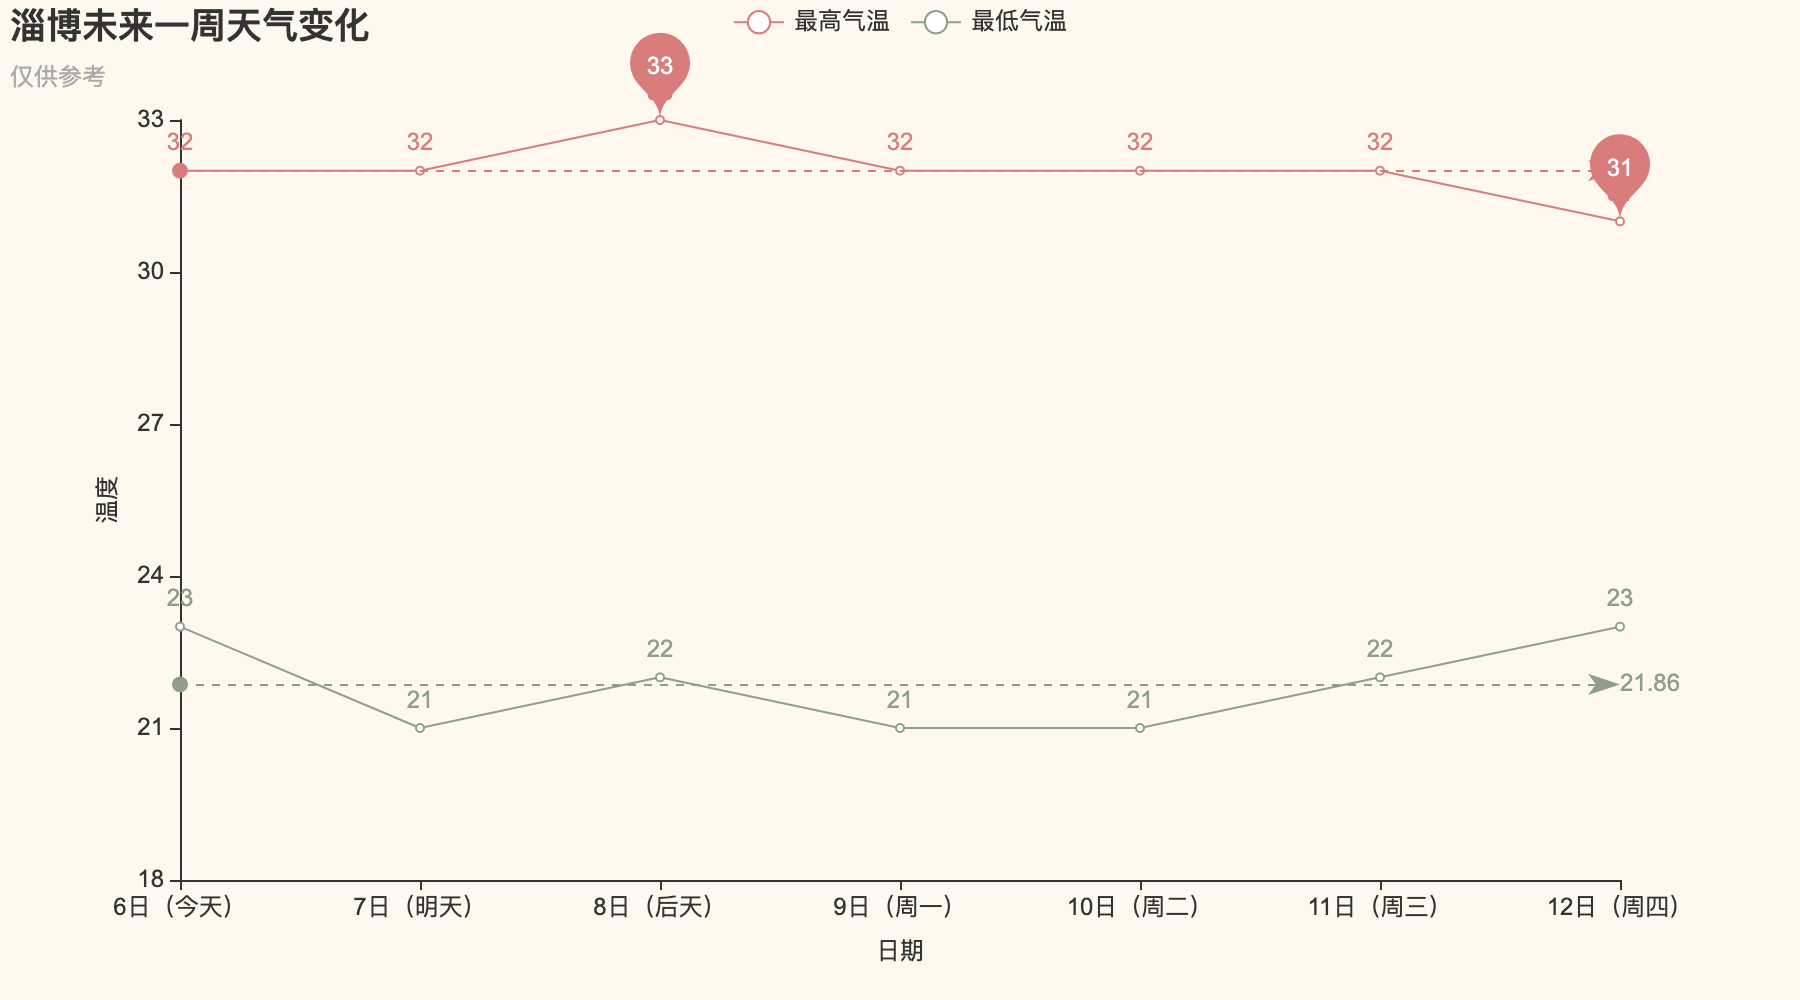 淄博未来一周天气变化
仅供参考
最高气温 最低气温
33
33
32 32 32 32 32
31
30
27
温度
24
23 23
22 22
21.86
21 21 21
21
18
6日（今天） 7日（明天） 8日（后天） 9日（周一） 10日（周二） 11日（周三） 12日（周四）
日期